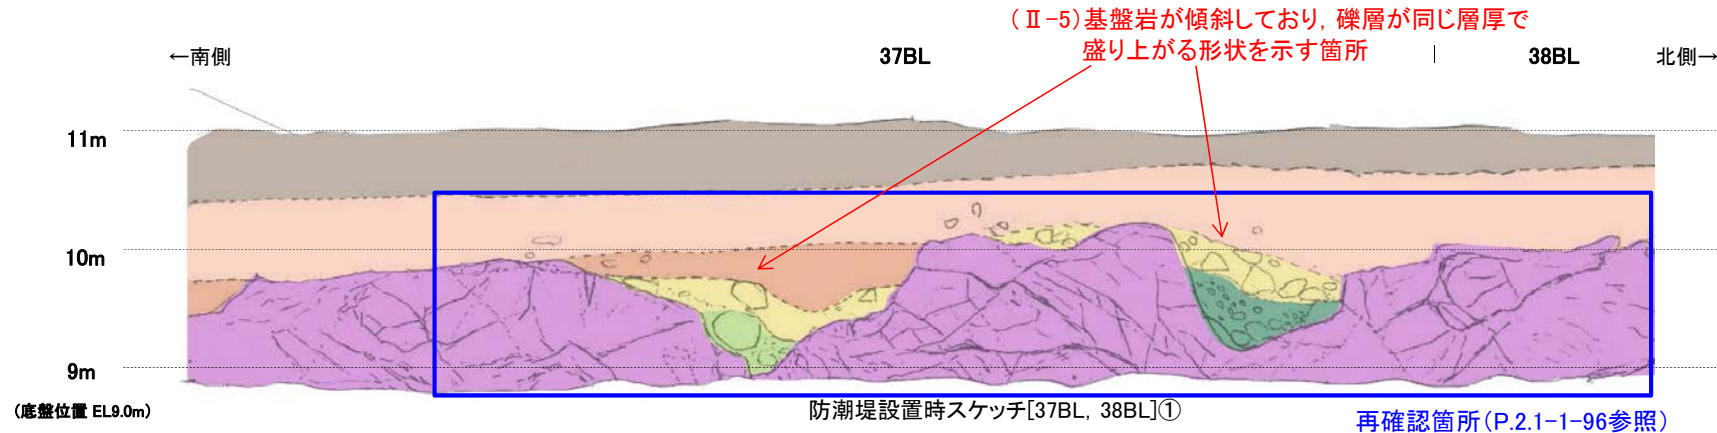 (Ⅱ-5)基盤岩が傾斜しており, 礫層が同じ層厚で
盛り上がる形状を示す箇所
←南側
37BL
38BL
北側→
11m
10m
9m
(底盤位置 EL9.0m)
防潮堤設置時スケッチ[37BL, 38BL]①
再確認箇所(P.2.1-1-96参照)